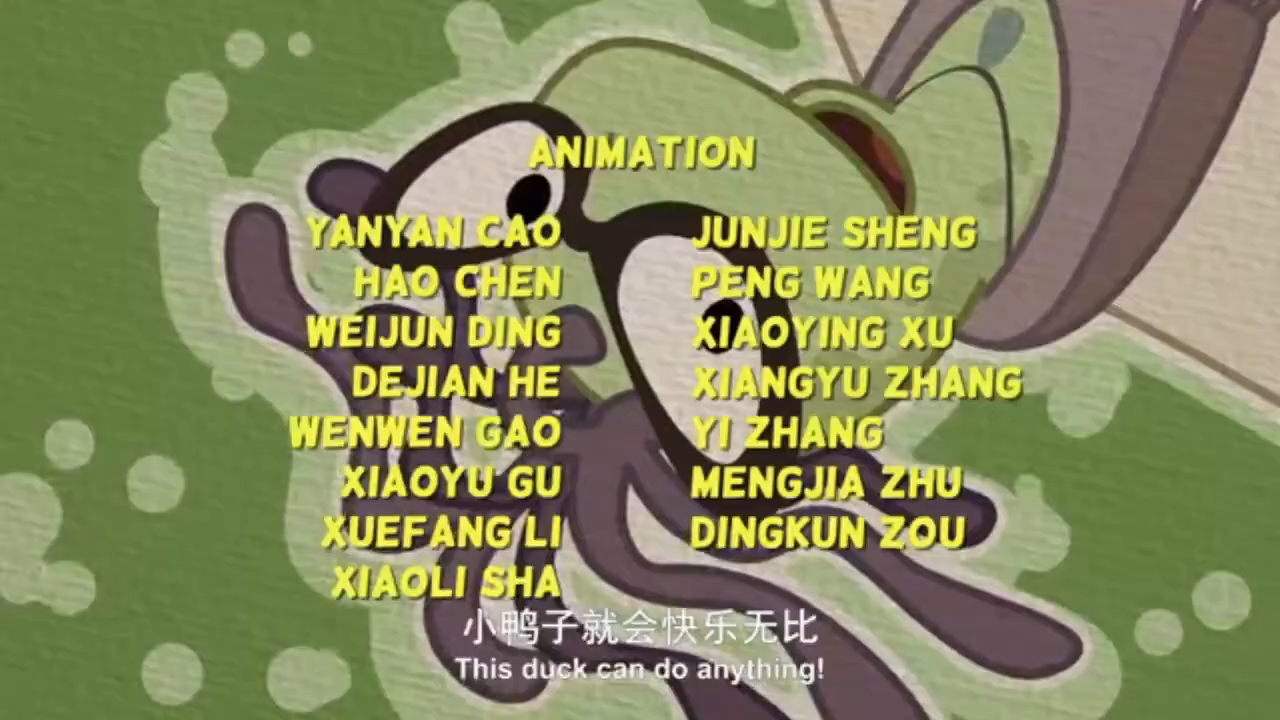 ANIMATION
YANYAN CAO
HAO CHEN
WEIJUN DING
DEJIAN HE
WENWEN GAO
XIAOYU GU
XUEFANG LI
XIAOLI SHA
JUNJIE SHENG
PENG WANG
XIAOYING XU
XIANGYU ZHANG
YI ZHANG
MENGJIA ZHU
DINGKUN ZOU
小鸭子就会快乐无比
This duck can do anything!